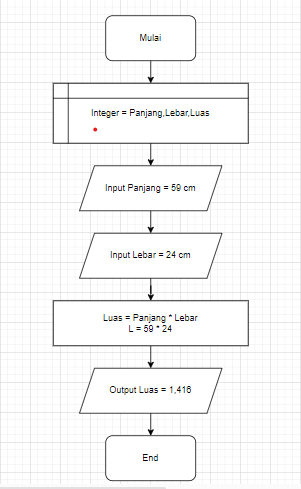 Mulai
Integer = Panjang,Lebar,Luas
Input Panjang = 59 cm
Input Lebar = 24 cm
Luas = Panjang * Lebar
L = 59 * 24
Output Luas = 1,416
End